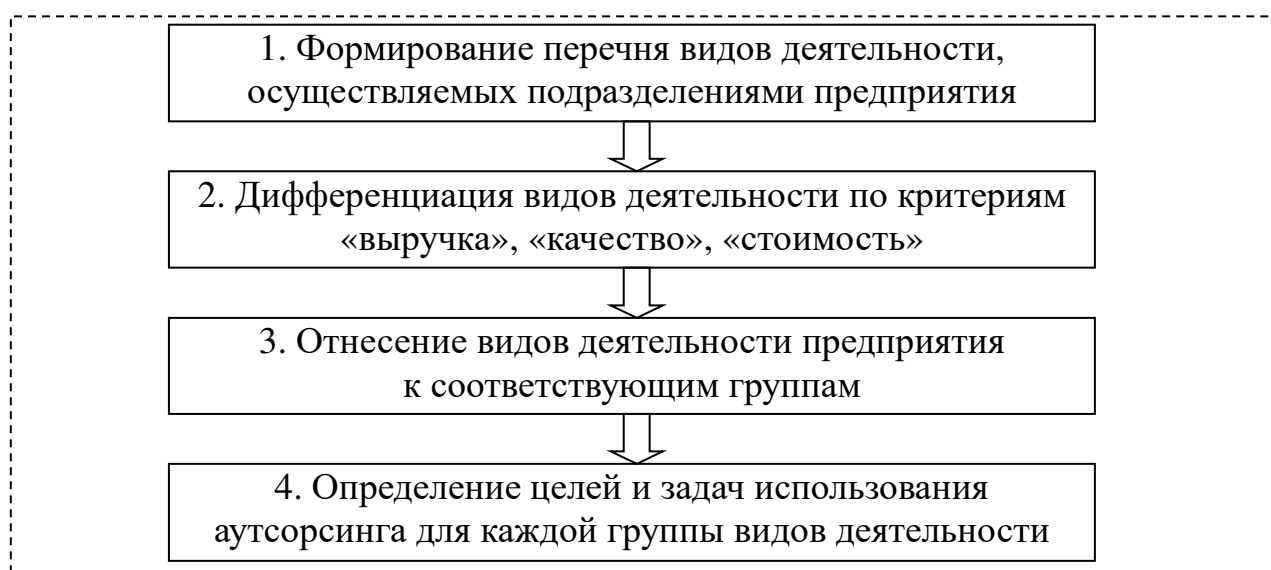 1. Формирование перечня видов деятельности,
осуществляемых подразделениями предприятия
2. Дифференциация видов деятельности по критериям
«выручка», «качество», «стоимость»
3. Отнесение видов деятельности предприятия
к соответствующим группам
4. Определение целей и задач использования
аутсорсинга для каждой группы видов деятельности